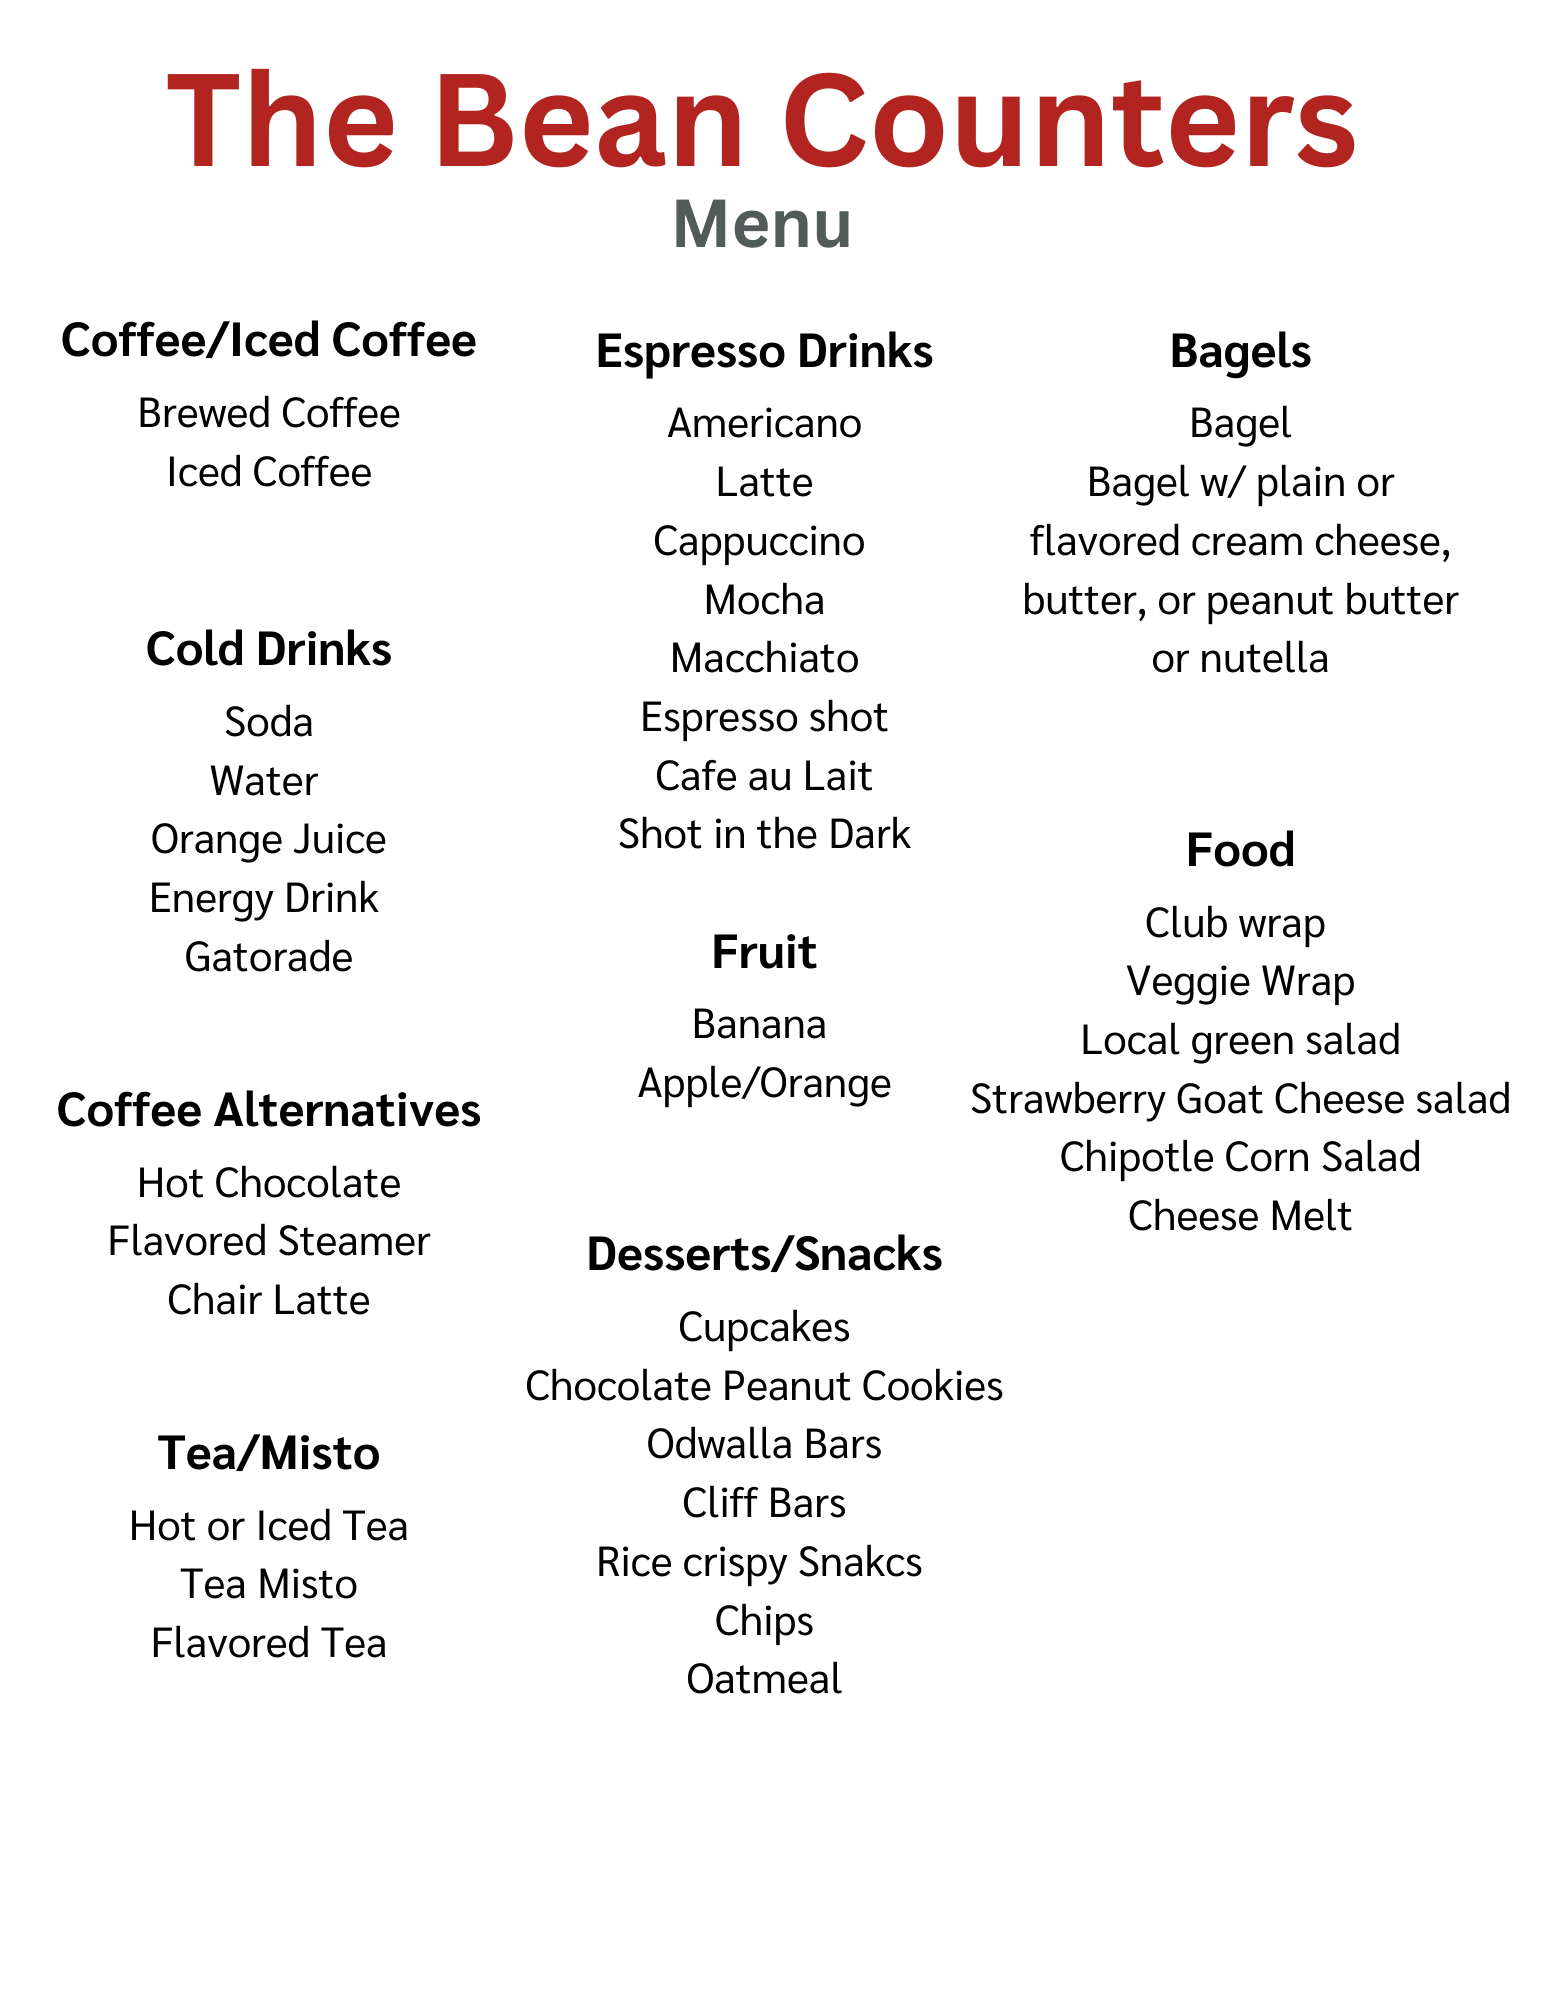 The Bean Counters
Menu
Coffee/Iced Coffee
Brewed Coffee
Iced Coffee
Cold Drinks
Soda
Water
Orange Juice
Energy Drink
Gatorade
Coffee Alternatives
Hot Chocolate
Flavored Steamer
Chair Latte
Tea/Misto
Hot or Iced Tea
Tea Misto
Flavored Tea
Espresso Drinks
Americano
Latte
Cappuccino
Mocha
Macchiato
Espresso shot
Cafe au Lait
Shot in the Dark
Fruit
Banana
Apple/Orange
Desserts/Snacks
Cupcakes
Chocolate Peanut Cookies
Odwalla Bars
Cliff Bars
Rice crispy Snakcs
Chips
Oatmeal
Bagels
Bagel
Bagel w/ plain or
flavored cream cheese,
butter, or peanut butter
or nutella
Food
Club wrap
Veggie Wrap
Local green salad
Strawberry Goat Cheese salad
Chipotle Corn Salad
Cheese Melt